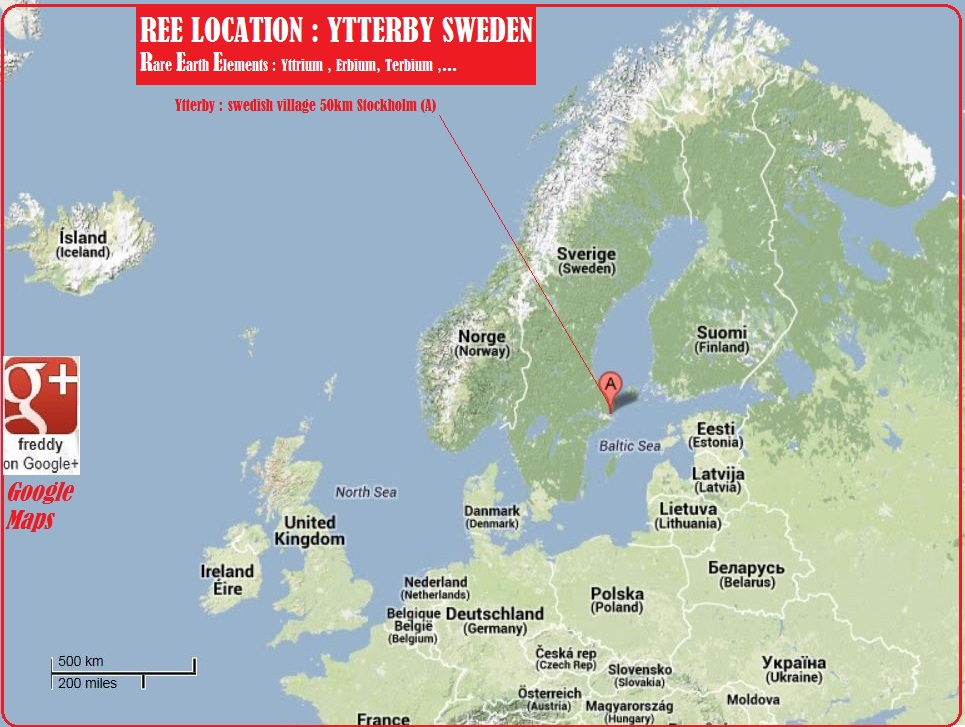 REE LOCATION : YTTERBY SWEDEN
Rare Earth Elements : Yttrium , Erbium, Terbium ,...
Ytterby : swedish village 50km Stockholm (A)
Ísland
(Iceland)
Sverige
(Sweden)
Norge
(Norway)
Suomi
(Finland)
A
g+
freddy
on Google+
Google
Maps
Baltic Sea
Eesti
(Estonia)
Latvija
(Latvia)
North Sea
Danmark
(Denmark)
Lietuva
(Lithuania)
United
Kingdom
Ireland
Éire
Беларусь
(Belarus)
Nederland
(Netherlands)
Polska
(Poland)
Belgique
België
(Belgium)
Deutschland
(Germany)
Česká rep
(Czech Rep)
Slovensko
(Slovakia)
Україна
(Ukraine)
500 km
200 miles
Österreich
(Austria)
Magyarország
(Hungary)
Moldova
France